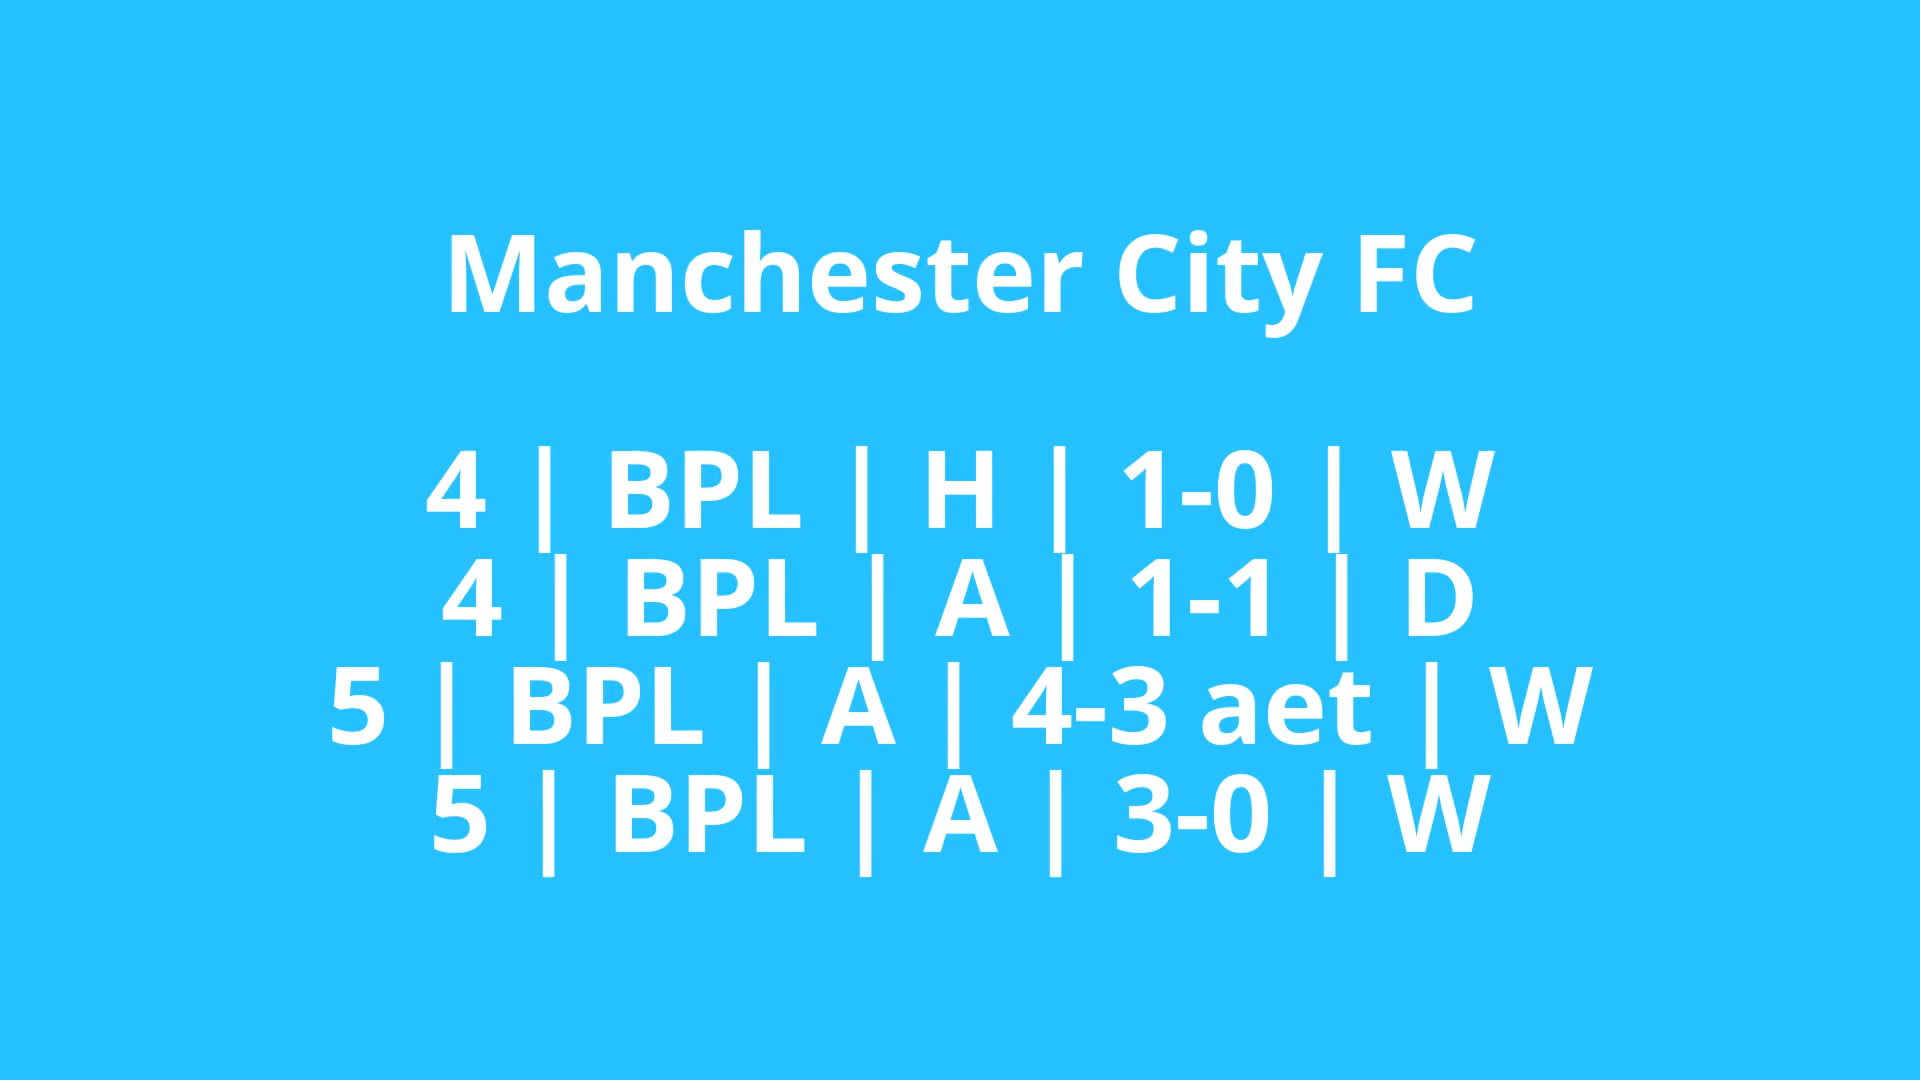 Manchester City FC
4 | BPL | H | 1-0 | W
4 | BPL | A | 1-1 | D
5 | BPL | A | 4-3 aet | W
5 | BPL | A | 3-0 | W